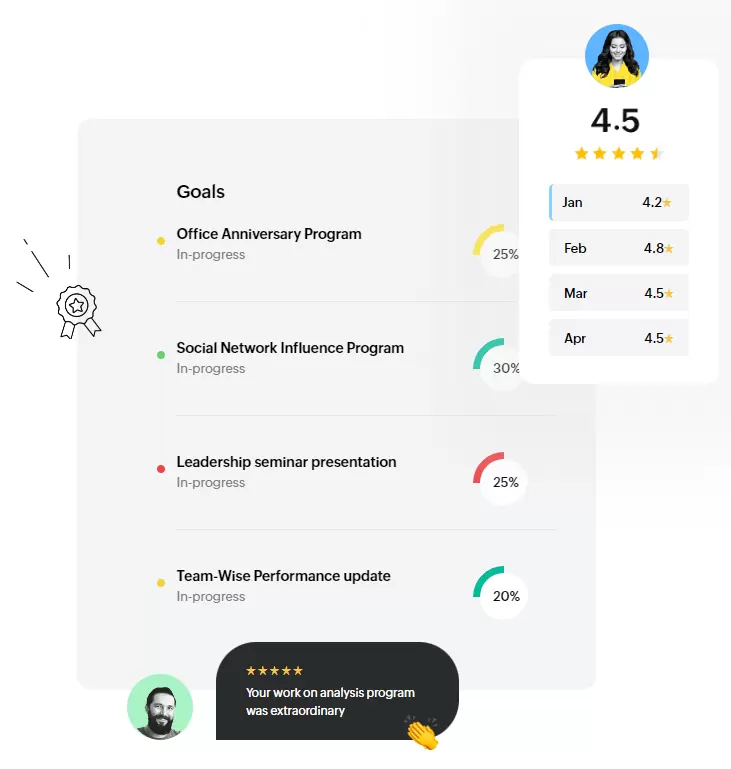 4.5
Jan 4.2
Feb 4.8
Mar 4.5
Apr 4.5
Goals
Office Anniversary Program
In-progress
25%
Social Network Influence Program
In-progress
30%
Leadership seminar presentation
In-progress
25%
Team-Wise Performance update
In-progress
20%
Your work on analysis program
was extraordinary